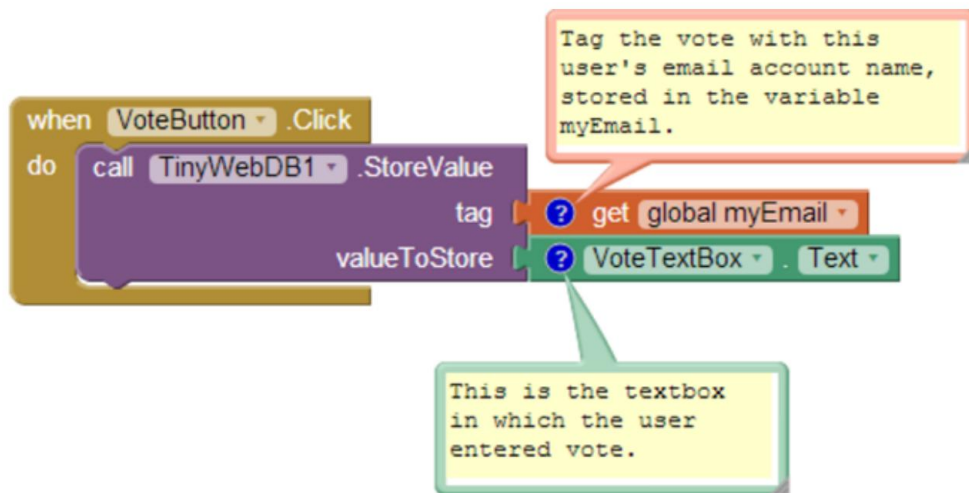 Tag the vote with this
user's email account name,
stored in the variable
myEmail.
when VoteButton .Click
do call TinyWebDB1 .StoreValue
tag ? get global myEmail
valueToStore ? VoteTextBox . Text
This is the textbox
in which the user
entered vote.